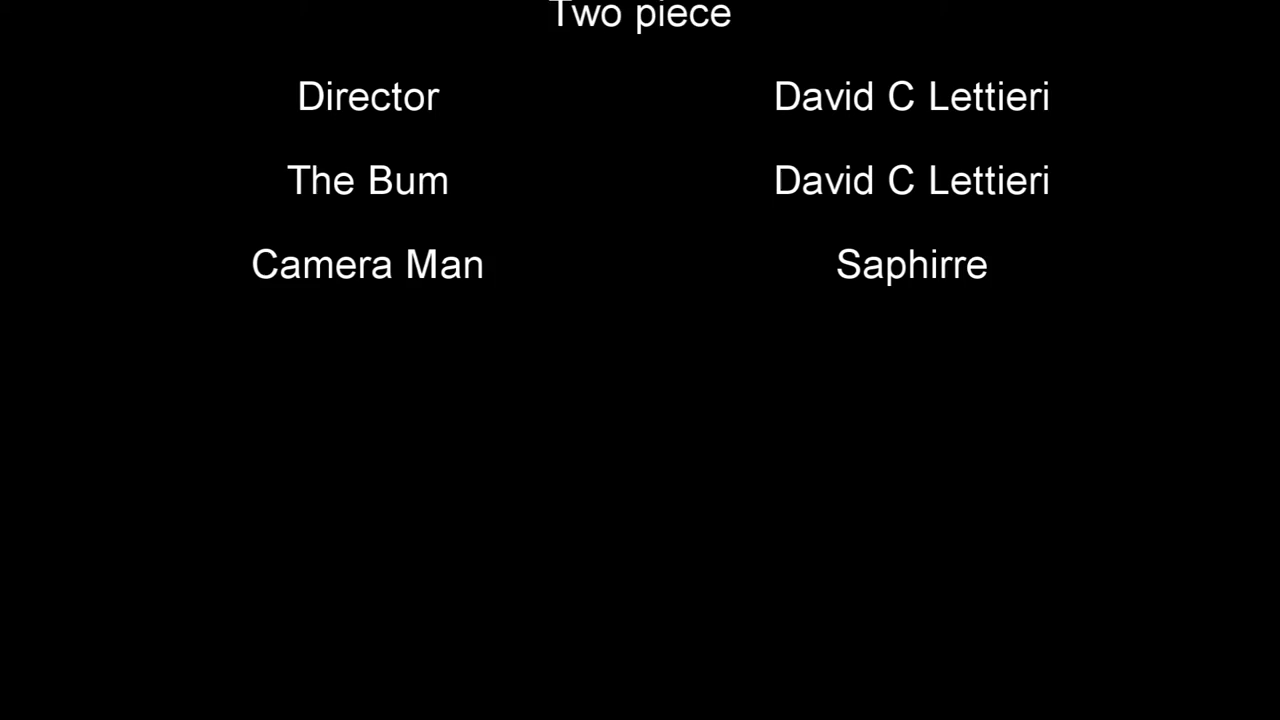 Two piece
Director David C Lettieri
The Bum David C Lettieri
Camera Man Saphirre